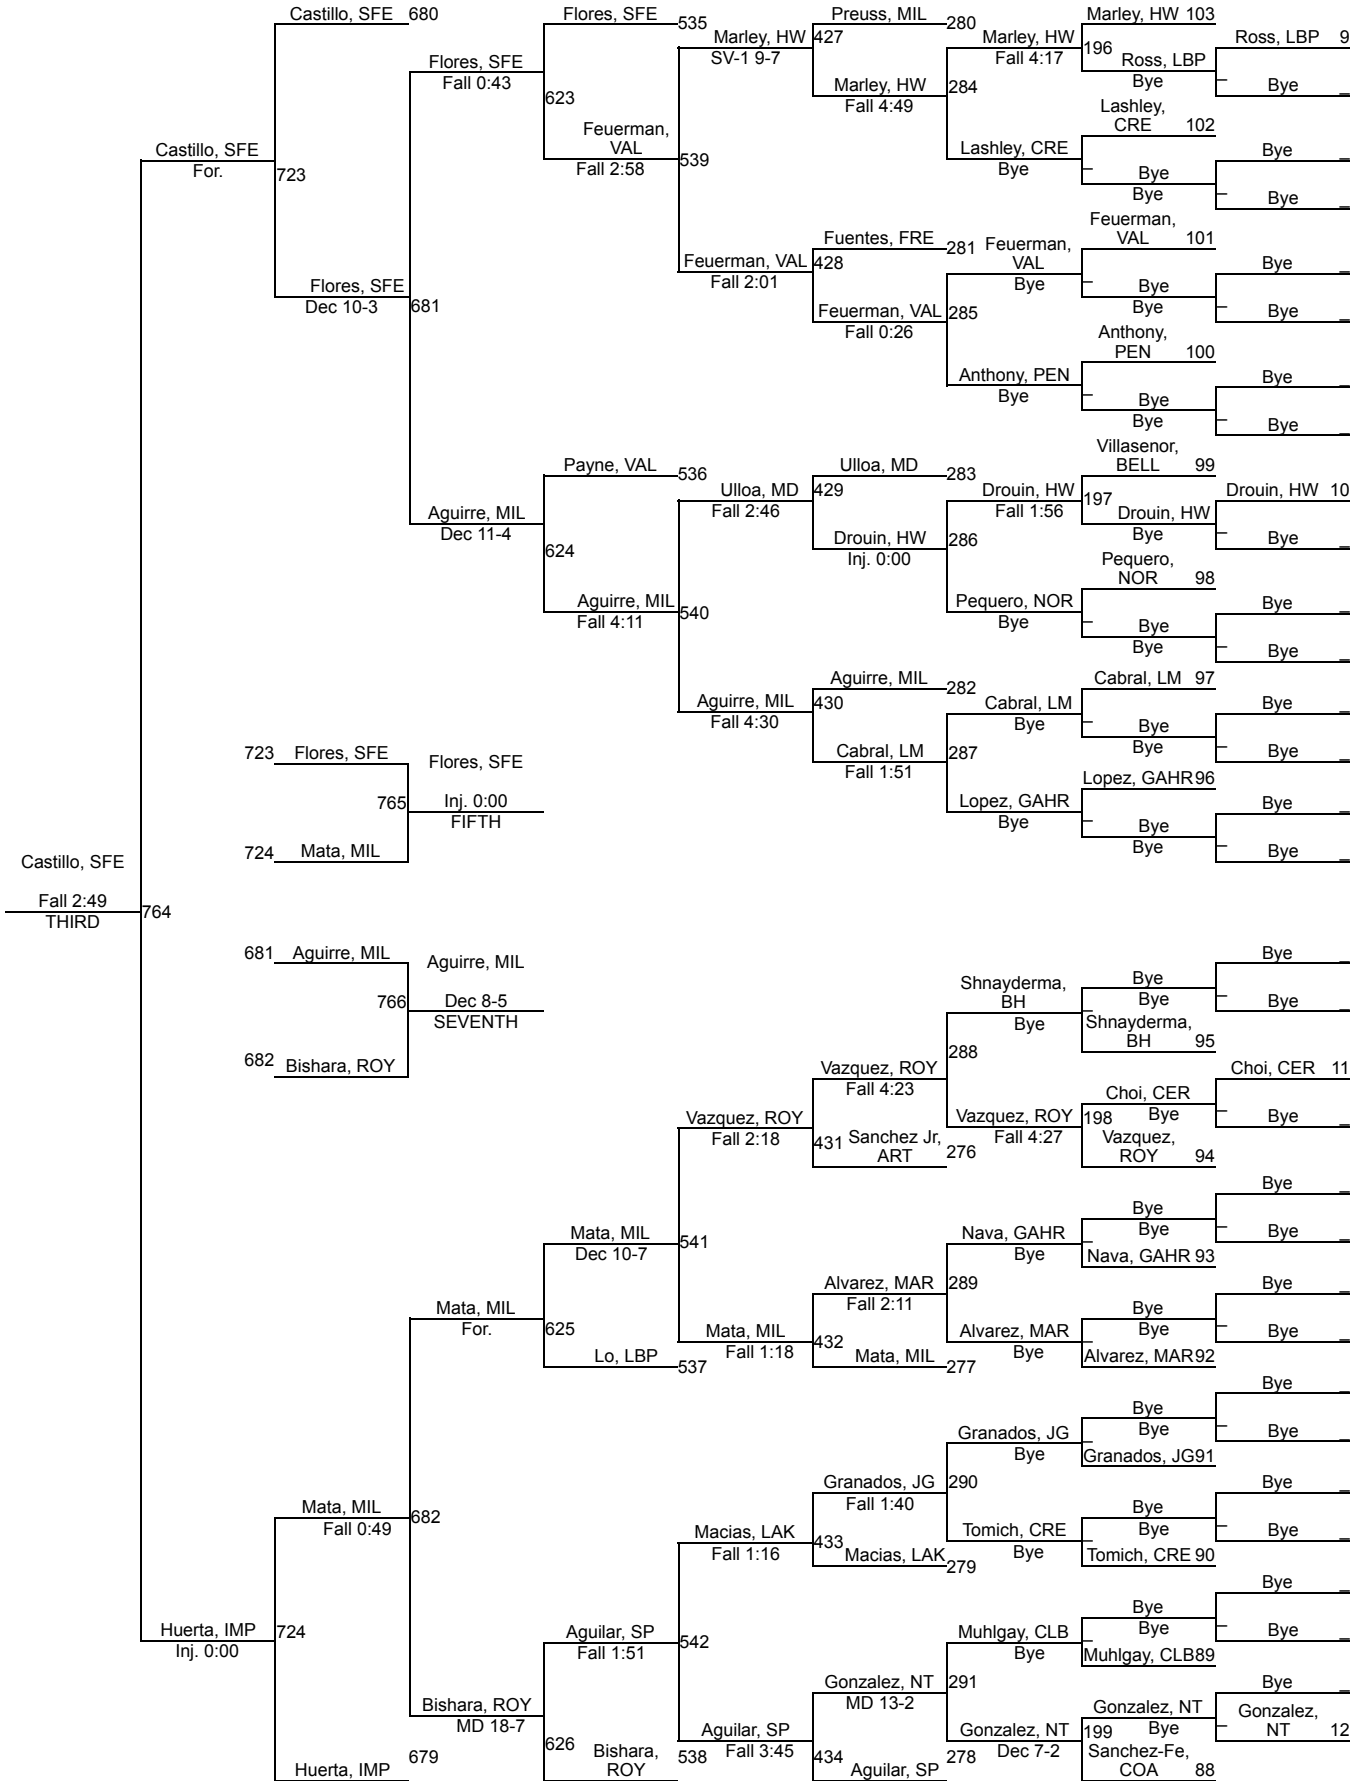 Castillo, SFE 680
Flores, SFE 535
Preuss, MIL 280
Marley, HW 103
Marley, HW 427
SV-1 9-7
Marley, HW
Fall 4:17
196
Ross, LBP 9
Flores, SFE
Fall 0:43
Ross, LBP
Bye
Bye
Marley, HW 284
Fall 4:49
623
Lashley,
CRE 102
Feuerman,
VAL
Fall 2:58
539
Castillo, SFE
For.
723
Lashley, CRE
Bye
Bye
Bye
Bye
Bye
Feuerman,
VAL 101
Fuentes, FRE 281
Feuerman,
VAL
Bye
Feuerman, VAL 428
Fall 2:01
Bye
Bye
Bye
Bye
Flores, SFE
Dec 10-3
681
Feuerman, VAL 285
Fall 0:26
Anthony,
PEN 100
Anthony, PEN
Bye
Bye
Bye
Bye
Bye
Villasenor,
BELL 99
Payne, VAL 536
Ulloa, MD 283
Ulloa, MD 429
Fall 2:46
Drouin, HW
Fall 1:56
197
Drouin, HW 10
Aguirre, MIL
Dec 11-4
Drouin, HW
Bye
Bye
Drouin, HW 286
Inj. 0:00
624
Pequero,
NOR 98
Aguirre, MIL 540
Fall 4:11
Pequero, NOR
Bye
Bye
Bye
Bye
Bye
Aguirre, MIL 282
Cabral, LM 97
Aguirre, MIL 430
Fall 4:30
Cabral, LM
Bye
Bye
Bye
Bye
Bye
723 Flores, SFE
Flores, SFE
Cabral, LM 287
Fall 1:51
Lopez, GAHR96
765
Inj. 0:00
FIFTH
Lopez, GAHR
Bye
Bye
Bye
Bye
Bye
724 Mata, MIL
Castillo, SFE
Fall 2:49
THIRD
764
681 Aguirre, MIL
Aguirre, MIL
766
Dec 8-5
SEVENTH
Bye
Bye
Bye
Bye
Shnayderma,
BH
Bye
Shnayderma,
BH 95
288
682 Bishara, ROY
Vazquez, ROY
Fall 4:23
Choi, CER 11
Choi, CER
Bye
Bye
Vazquez, ROY
Fall 2:18
431 Sanchez Jr,
ART 276
Vazquez, ROY
Fall 4:27
198
Vazquez,
ROY 94
Bye
Bye
Bye
Bye
Mata, MIL 541
Dec 10-7
Nava, GAHR
Bye
Nava, GAHR 93
Alvarez, MAR 289
Fall 2:11
Bye
Bye
Bye
Bye
Mata, MIL
For.
625
Mata, MIL 432
Fall 1:18
Alvarez, MAR
Bye
Alvarez, MAR92
Lo, LBP 537
Mata, MIL 277
Bye
Bye
Bye
Bye
Granados, JG
Bye
Granados, JG91
Granados, JG 290
Fall 1:40
Bye
Bye
Bye
Bye
Mata, MIL 682
Fall 0:49
Macias, LAK 433
Fall 1:16
Tomich, CRE
Bye
Tomich, CRE 90
Macias, LAK 279
Bye
Bye
Bye
Bye
Huerta, IMP 724
Inj. 0:00
Aguilar, SP 542
Fall 1:51
Muhlgay, CLB
Bye
Muhlgay, CLB89
Gonzalez, NT 291
MD 13-2
Bye
Gonzalez, NT
Bye
Gonzalez,
NT 12
Bishara, ROY
MD 18-7
626
Aguilar, SP
Fall 3:45
434
Gonzalez, NT
Dec 7-2
199
Sanchez-Fe,
COA 88
Bishara,
ROY 538
Aguilar, SP 278
Huerta, IMP 679